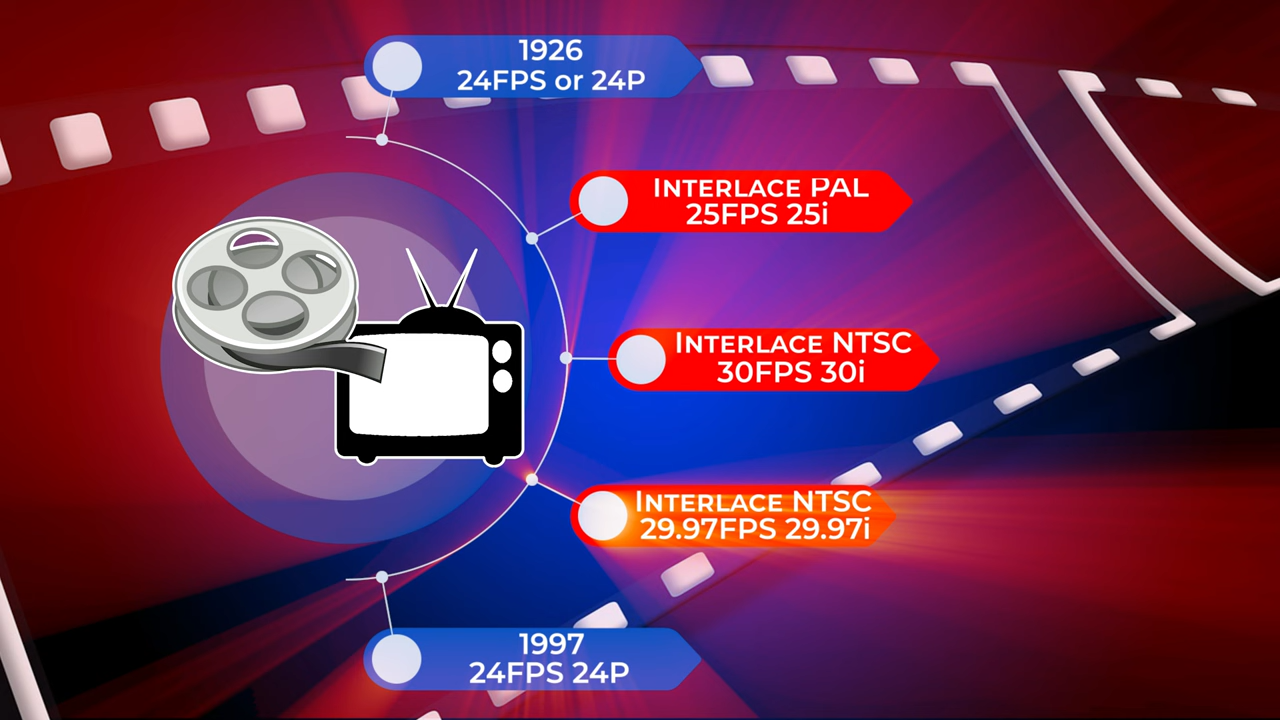 1926
24FPS or 24P
INTERLACE PAL
25FPS 25i
INTERLACE NTSC
30FPS 30i
INTERLACE NTSC
29.97FPS 29.97i
1997
24FPS 24P